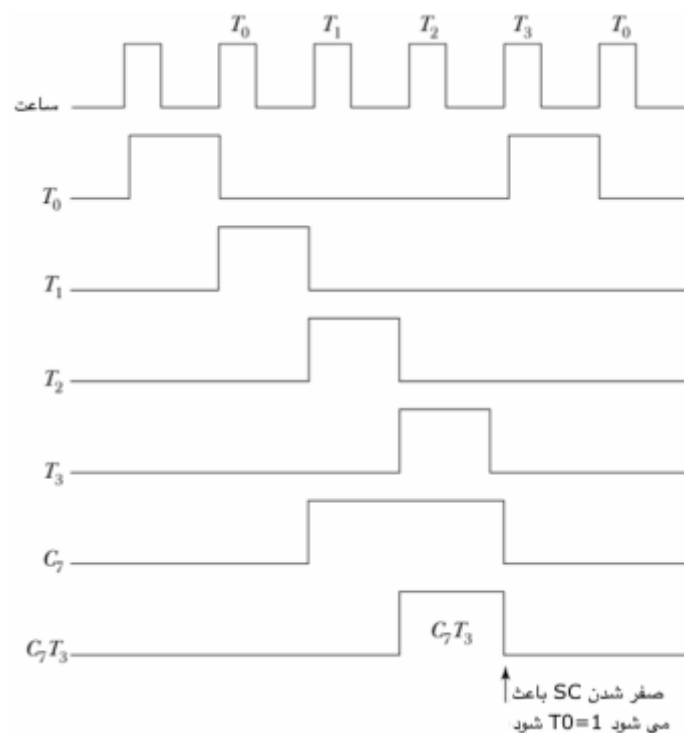 T₀ T₁ T₂ T₃ T₀
ساعت
T₀
T₁
T₂
T₃
C₇
C₇T₃
C₇T₃
صفر شدن SC باعث
می شود T0=1 شود